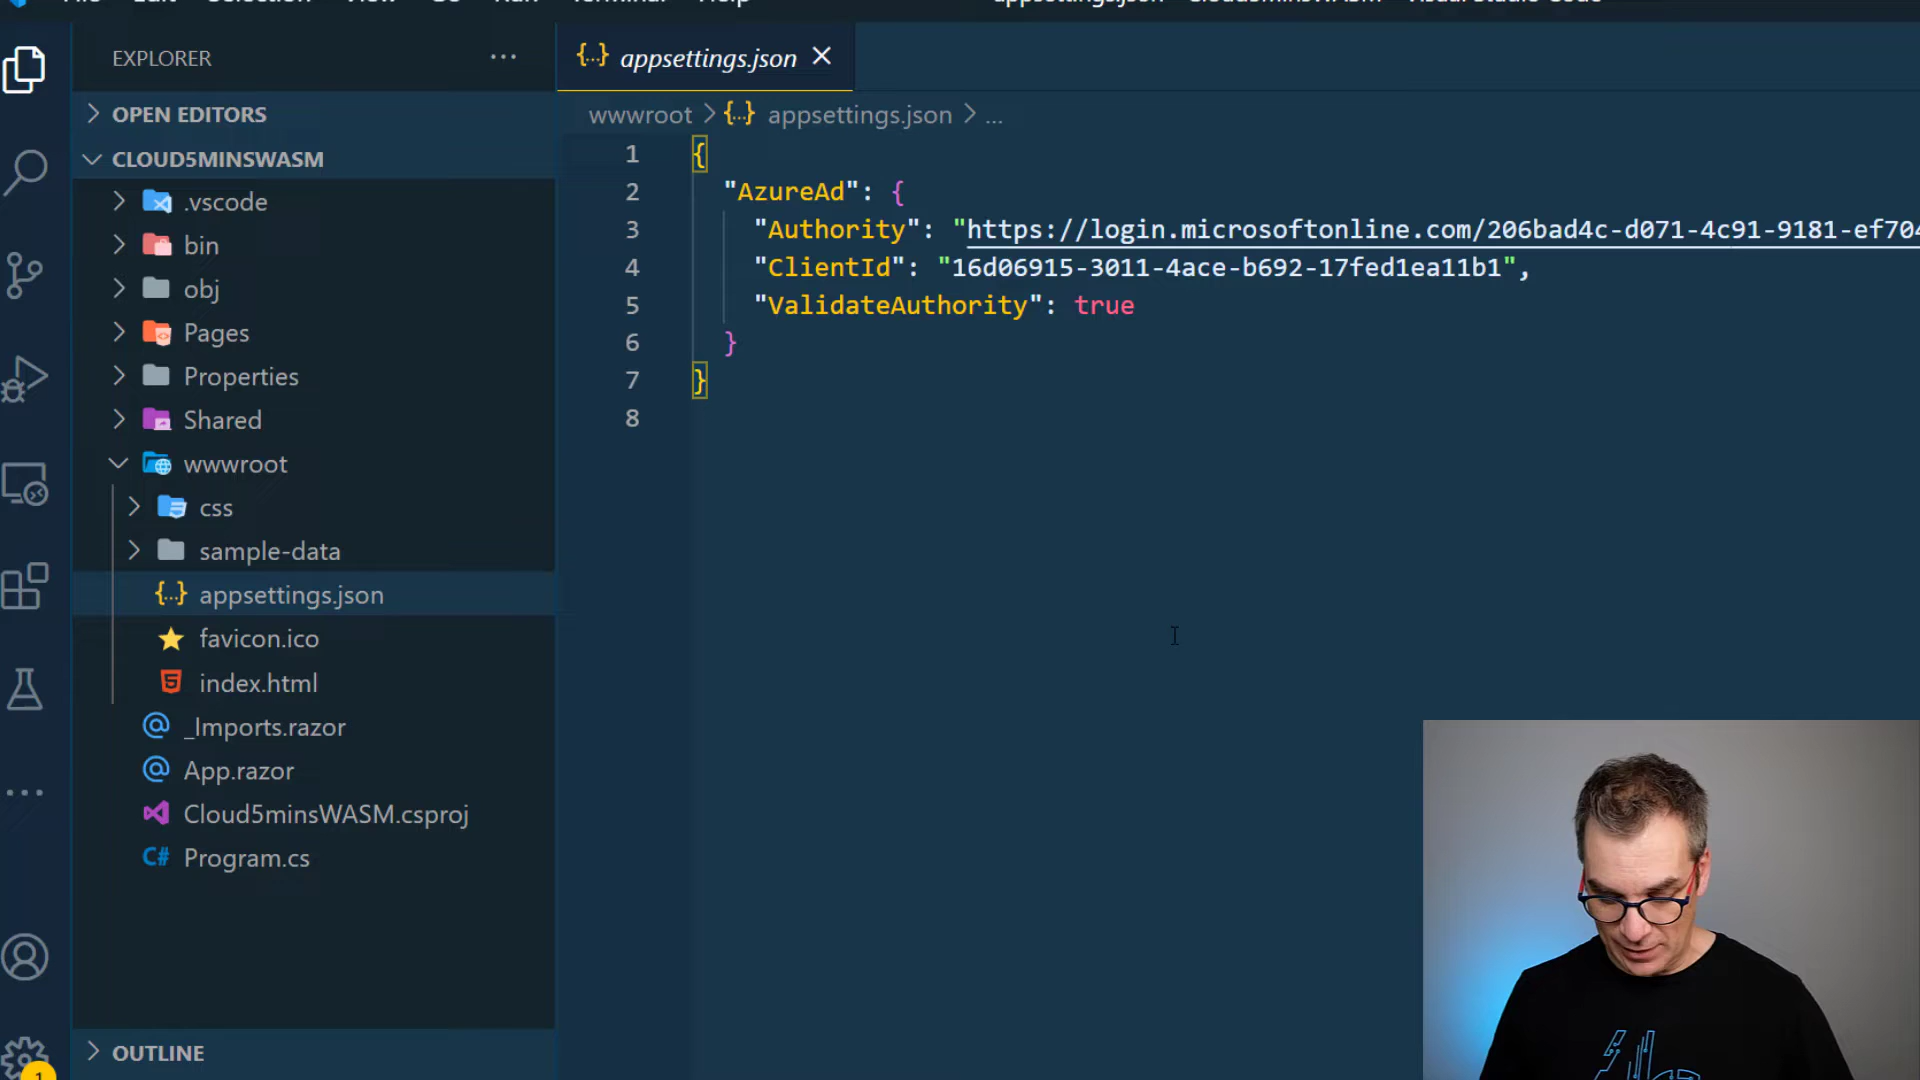 EXPLORER
appsettings.json
OPEN EDITORS
wwwroot > {...} appsettings.json > ...
CLOUD5MINSWASM
.vscode
bin
obj
Pages
Properties
Shared
wwwroot
css
sample-data
appsettings.json
favicon.ico
index.html
_Imports.razor
App.razor
Cloud5minsWASM.csproj
C# Program.cs
OUTLINE
1
1 {
2 "AzureAd": {
3 "Authority": "https://login.microsoftonline.com/206bad4c-d071-4c91-9181-ef704
4 "ClientId": "16d06915-3011-4ace-b692-17fed1ea11b1",
5 "ValidateAuthority": true
6 }
7 }
8